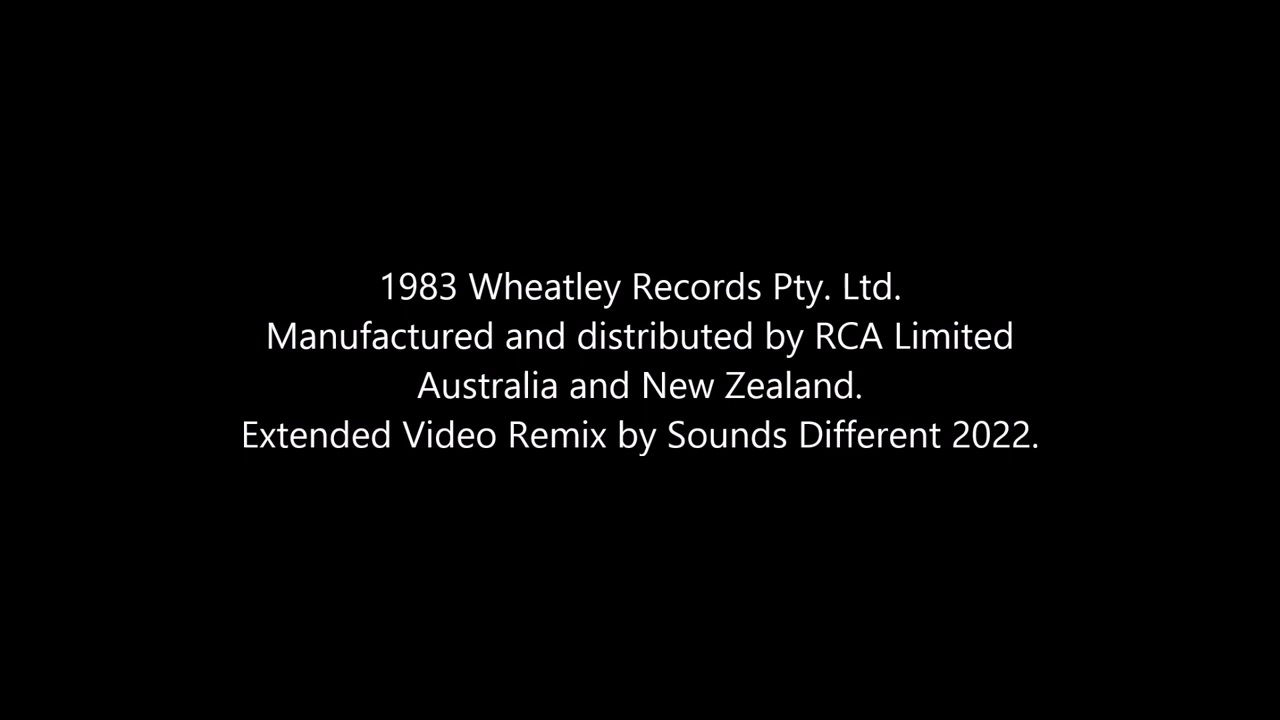 1983 Wheatley Records Pty. Ltd.
Manufactured and distributed by RCA Limited
Australia and New Zealand.
Extended Video Remix by Sounds Different 2022.